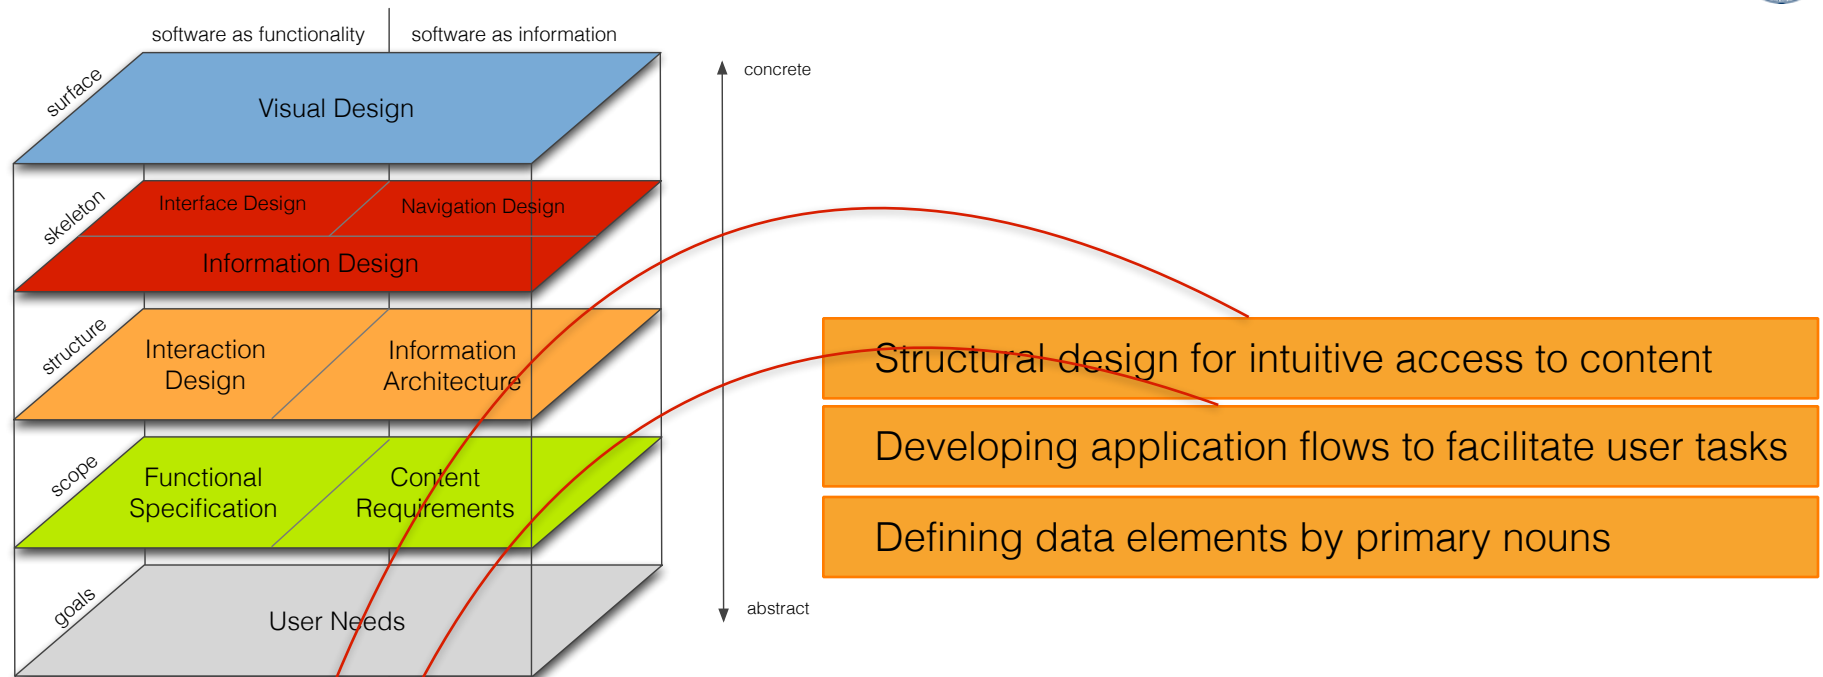 software as functionality
software as information
surface
Visual Design
concrete
skeleton
Interface Design
Navigation Design
Information Design
structure
Interaction
Design
Information
Architecture
scope
Functional
Specification
Content
Requirements
goals
User Needs
abstract
Structural design for intuitive access to content
Developing application flows to facilitate user tasks
Defining data elements by primary nouns